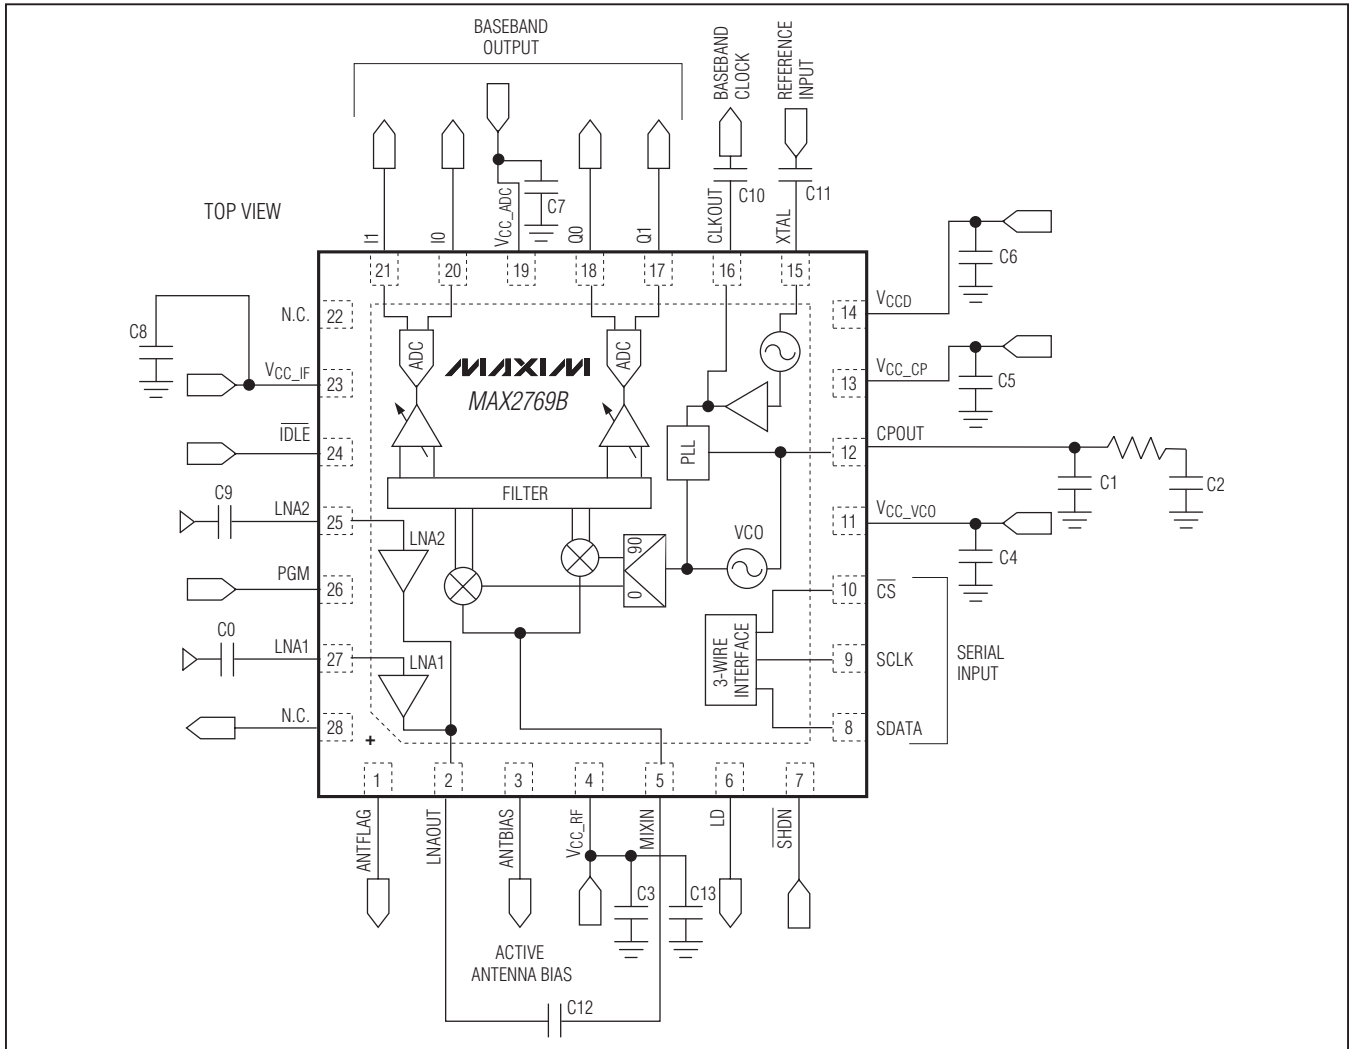 BASEBAND
OUTPUT
BASEBAND
CLOCK
REFERENCE
INPUT
TOP VIEW
C7
C10
C11
I1
I0
VCC_ADC
Q0
Q1
CLKOUT
XTAL
21
20
19
18
17
16
15
C6
VCCD
14
C5
VCC_CP
13
CPOUT
12
C1
C2
VCC_VCO
11
C4
CS
10
SCLK
9
SDATA
8
SERIAL
INPUT
N.C.
22
C8
VCC_IF
23
IDLE
24
C9
LNA2
25
PGM
26
C0
LNA1
27
N.C.
28
+
ADC
MAXIM
MAX2769B
ADC
PLL
FILTER
VCO
90
0
LNA2
LNA1
3-WIRE
INTERFACE
1
2
3
4
5
6
7
ANTFLAG
LNAOUT
ANTBIAS
VCC_RF
MIXIN
LD
SHDN
C3
C13
ACTIVE
ANTENNA BIAS
C12